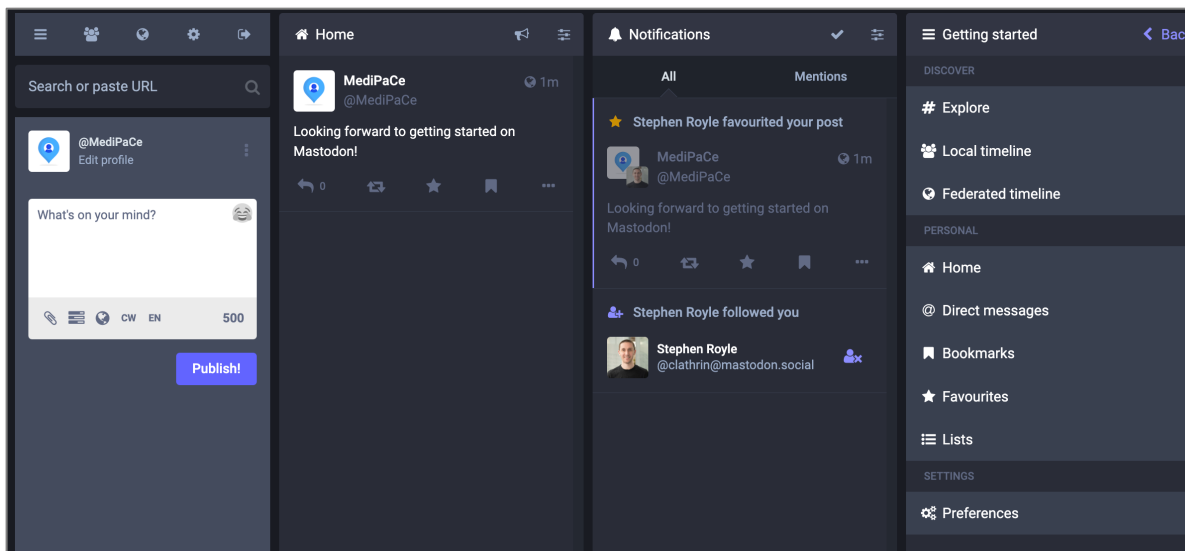 Search or paste URL
@MediPaCe
Edit profile
What's on your mind?
CW EN 500
Publish!
Home
MediPaCe
1m
@MediPaCe
Looking forward to getting started on
Mastodon!
0
Notifications
All Mentions
Stephen Royle favourited your post
MediPaCe
1m
@MediPaCe
Looking forward to getting started on
Mastodon!
0
Stephen Royle followed you
Stephen Royle
@clathrin@mastodon.social
Getting started
Bac
DISCOVER
# Explore
Local timeline
Federated timeline
PERSONAL
Home
@ Direct messages
Bookmarks
Favourites
Lists
SETTINGS
Preferences